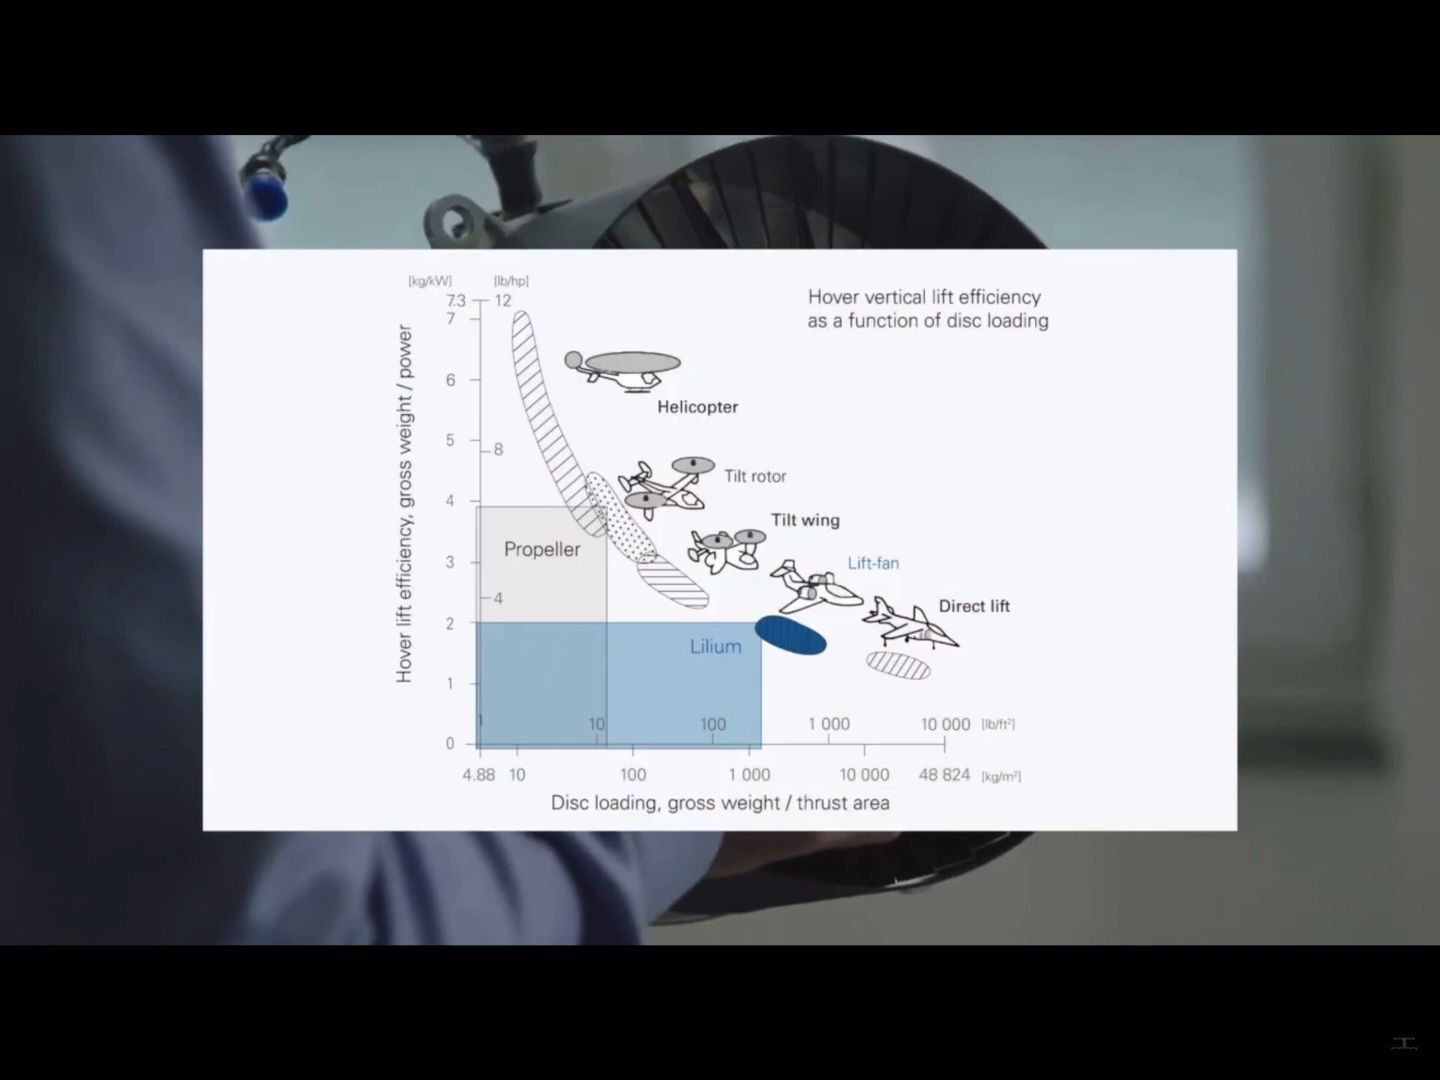 [kg/kW]
[lb/hp]
Hover vertical lift efficiency
as a function of disc loading
7.3
12
7
6
5
8
4
3
4
2
1
0
Hover lift efficiency, gross weight / power
Helicopter
Tilt rotor
Tilt wing
Lift-fan
Direct lift
Propeller
Lilium
1
10
100
1 000
10 000
[lb/ft²]
4.88
10
100
1 000
10 000
48 824
[kg/m²]
Disc loading, gross weight / thrust area